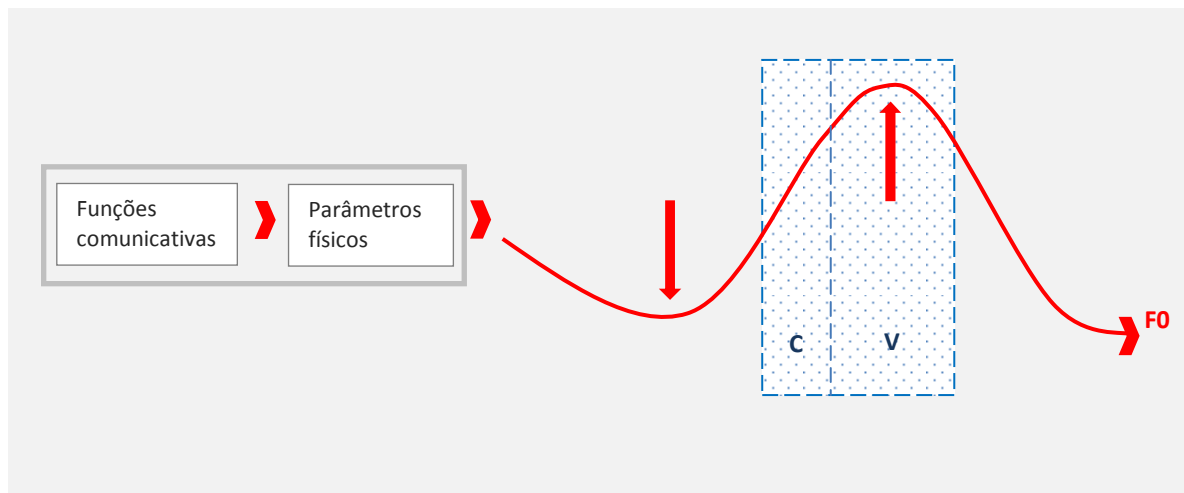 Funções
comunicativas
Parâmetros
físicos
F0
C
V